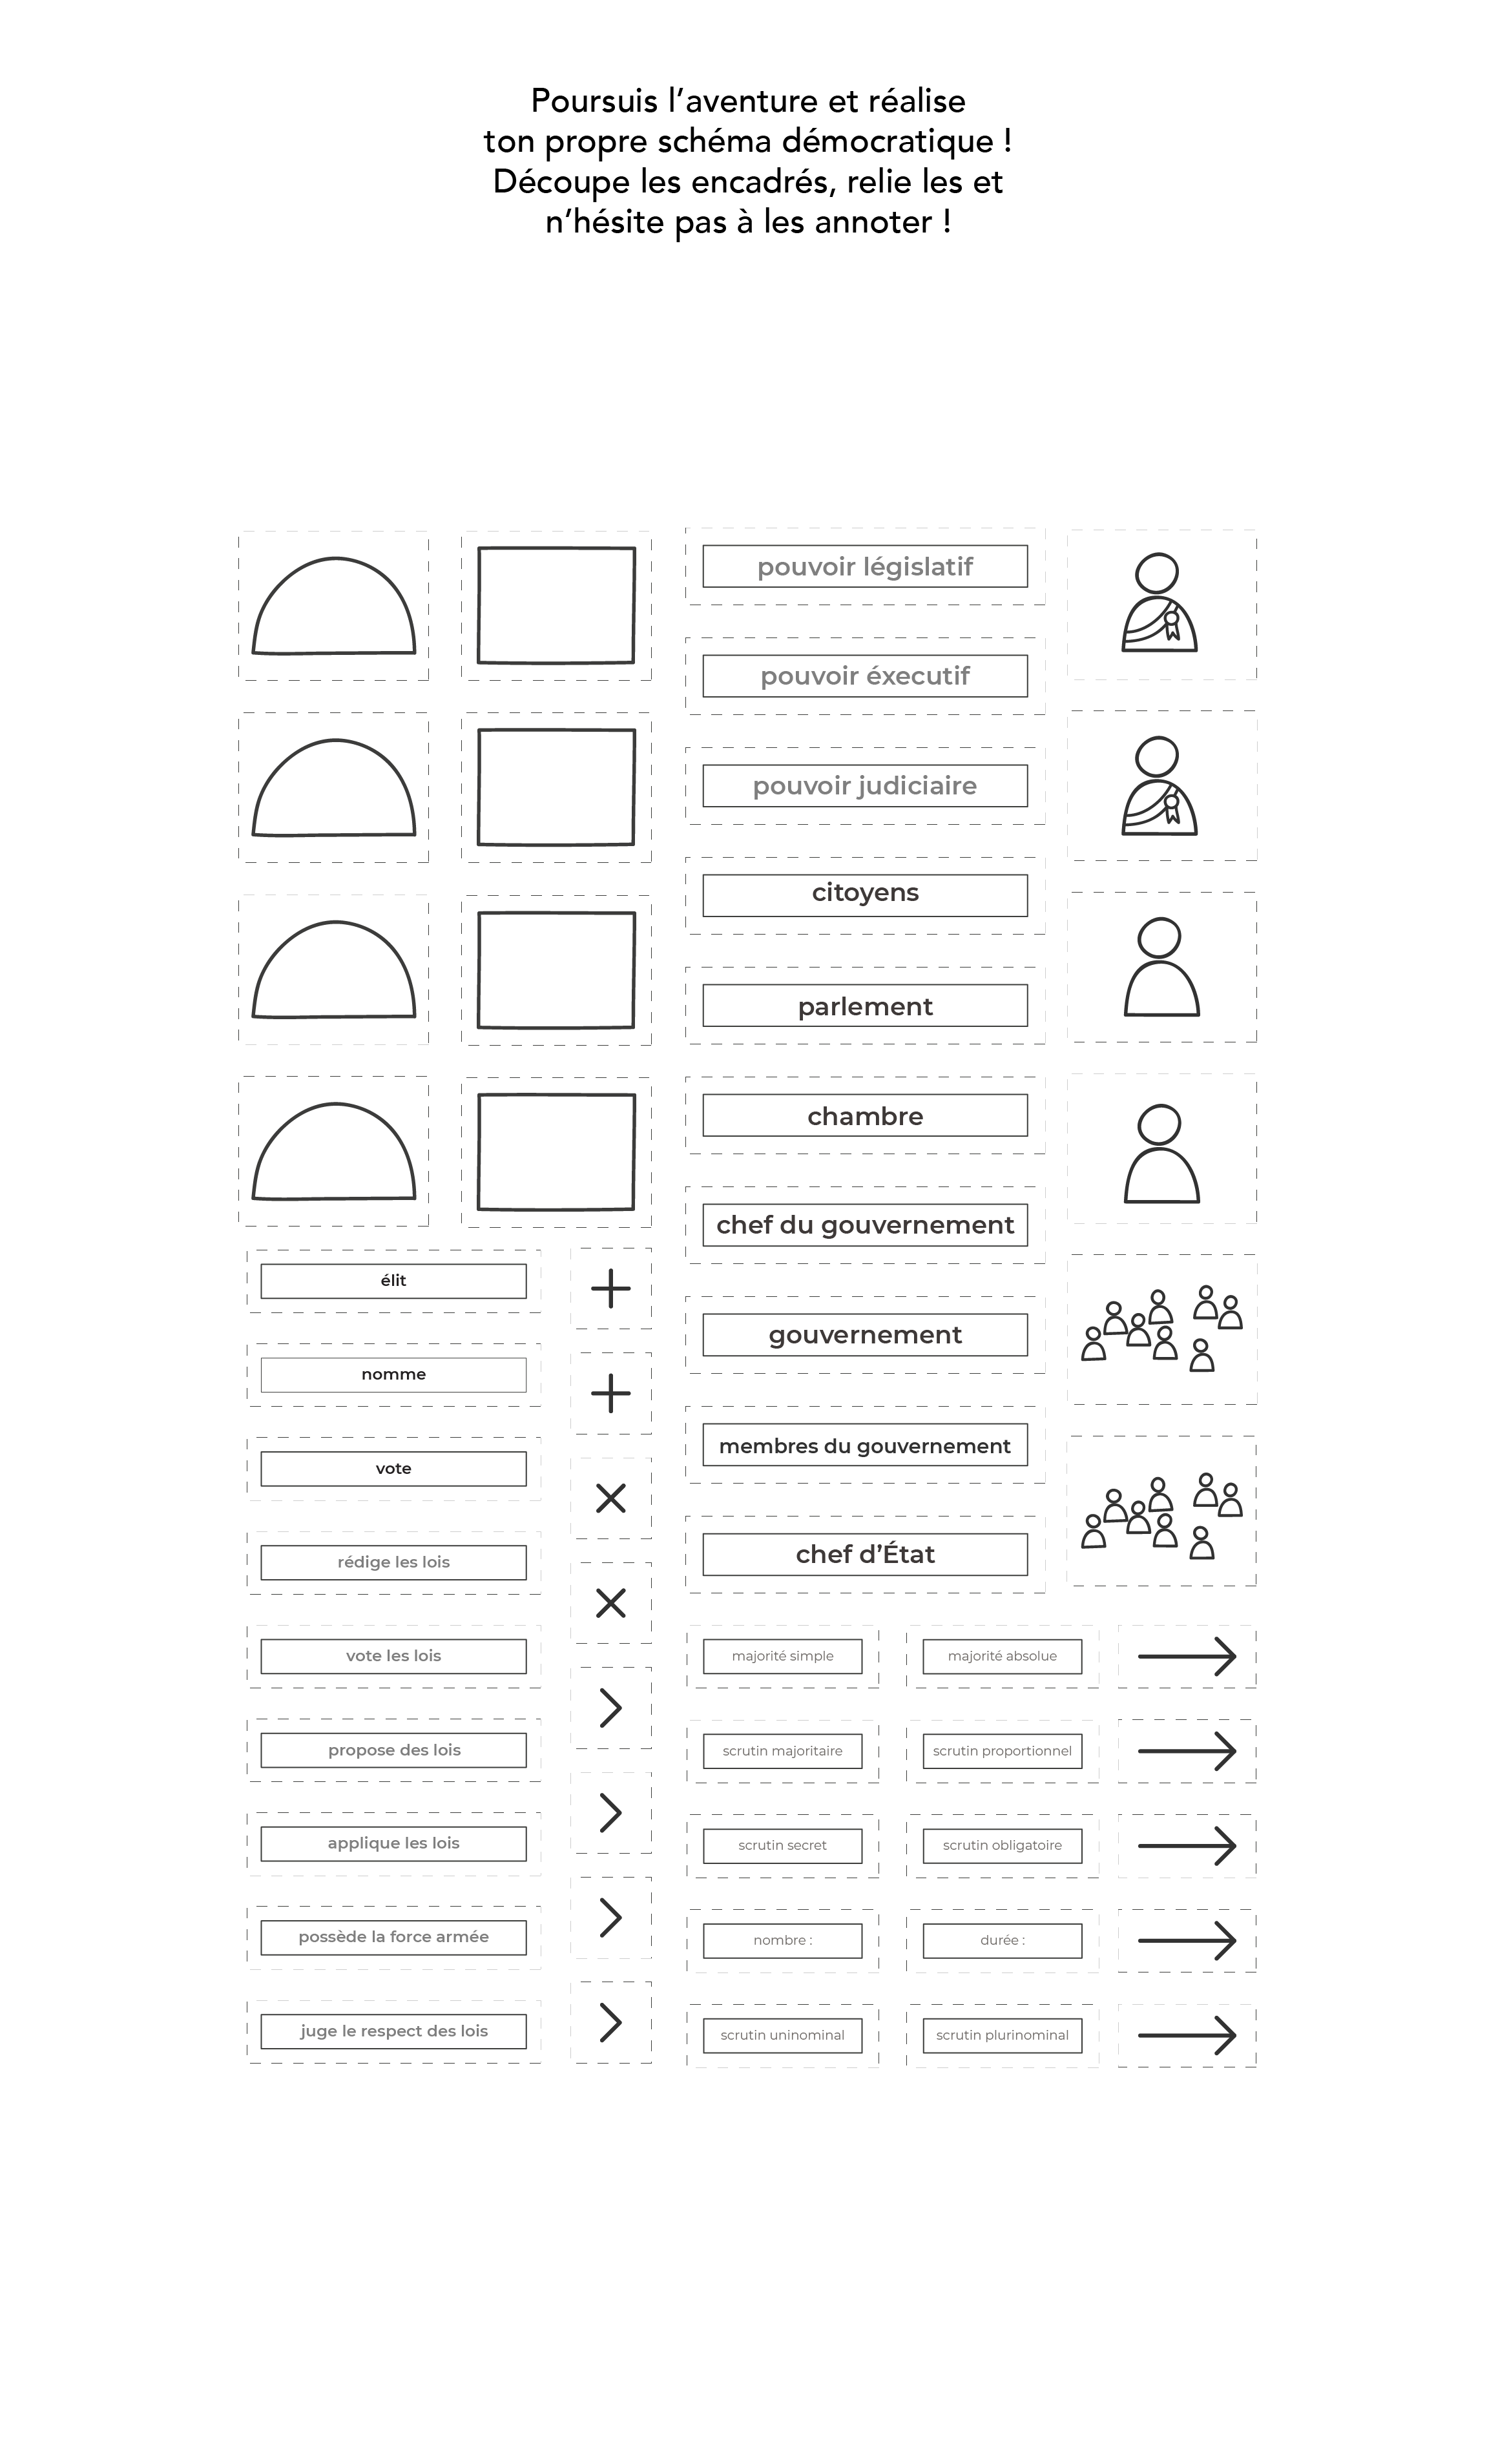 Poursuis l’aventure et réalise
ton propre schéma démocratique !
Découpe les encadrés, relie les et
n’hésite pas à les annoter !
pouvoir législatif
pouvoir éxecutif
pouvoir judiciaire
citoyens
parlement
chambre
chef du gouvernement
gouvernement
membres du gouvernement
chef d’État
élit
nomme
vote
rédige les lois
vote les lois
propose des lois
applique les lois
possède la force armée
juge le respect des lois
majorité simple
majorité absolue
scrutin majoritaire
scrutin proportionnel
scrutin secret
scrutin obligatoire
nombre :
durée :
scrutin uninominal
scrutin plurinominal